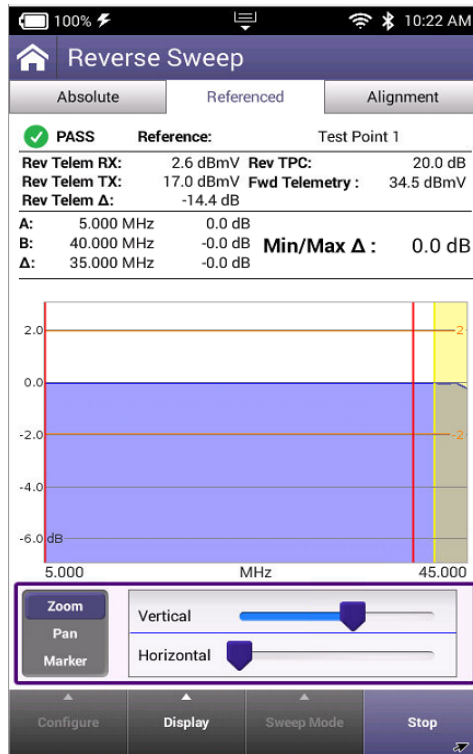 100% 10:22 AM
Reverse Sweep
Absolute Referenced Alignment
PASS Reference: Test Point 1
Rev Telem RX: 2.6 dBmV Rev TPC: 20.0 dB
Rev Telem TX: 17.0 dBmV Fwd Telemetry : 34.5 dBmV
Rev Telem Δ: -14.4 dB
A: 5.000 MHz 0.0 dB
B: 40.000 MHz -0.0 dB Min/Max Δ : 0.0 dB
Δ: 35.000 MHz -0.0 dB
2.0 2
0.0
-2.0 -2
-4.0
-6.0 dB
5.000 MHz 45.000
Zoom
Vertical
Pan
Horizontal
Marker
Configure Display Sweep Mode Stop